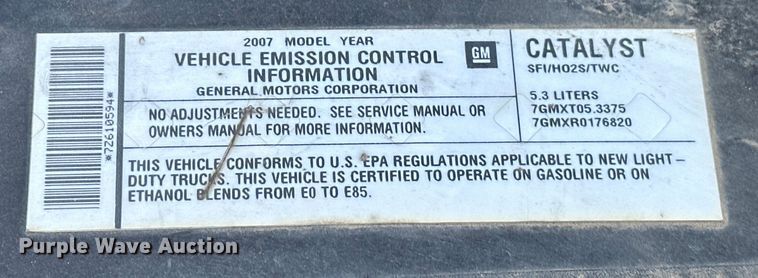 2007 MODEL YEAR
VEHICLE EMISSION CONTROL
INFORMATION
GENERAL MOTORS CORPORATION
GM
CATALYST
SFI/HO2S/TWC
5.3 LITERS
7GMXT05.3375
7GMXR0176820
NO ADJUSTMENTS NEEDED. SEE SERVICE MANUAL OR
OWNERS MANUAL FOR MORE INFORMATION.
THIS VEHICLE CONFORMS TO U.S. EPA REGULATIONS APPLICABLE TO NEW LIGHT-
DUTY TRUCKS. THIS VEHICLE IS CERTIFIED TO OPERATE ON GASOLINE OR ON
ETHANOL BLENDS FROM E0 TO E85.
*7Z610594*
Purple Wave Auction